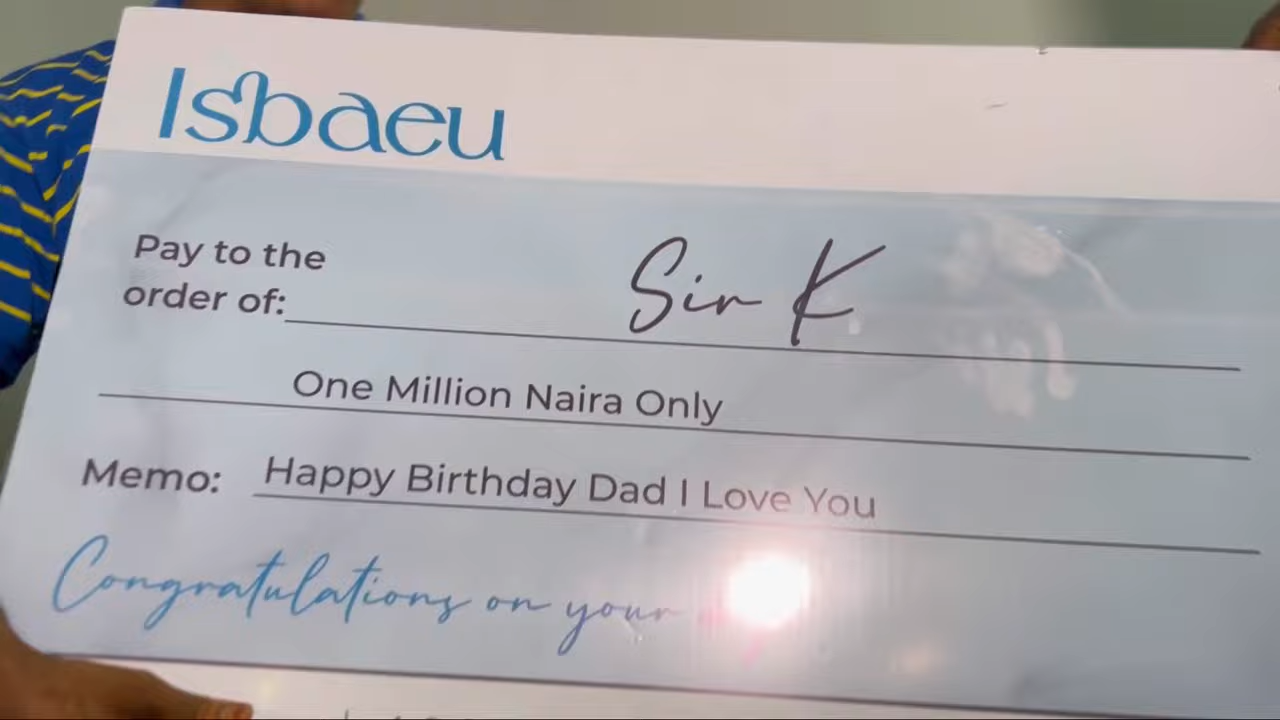 Isbaeu
Pay to the
order of:
Sir K
One Million Naira Only
Memo: Happy Birthday Dad I Love You
Congratulations on your